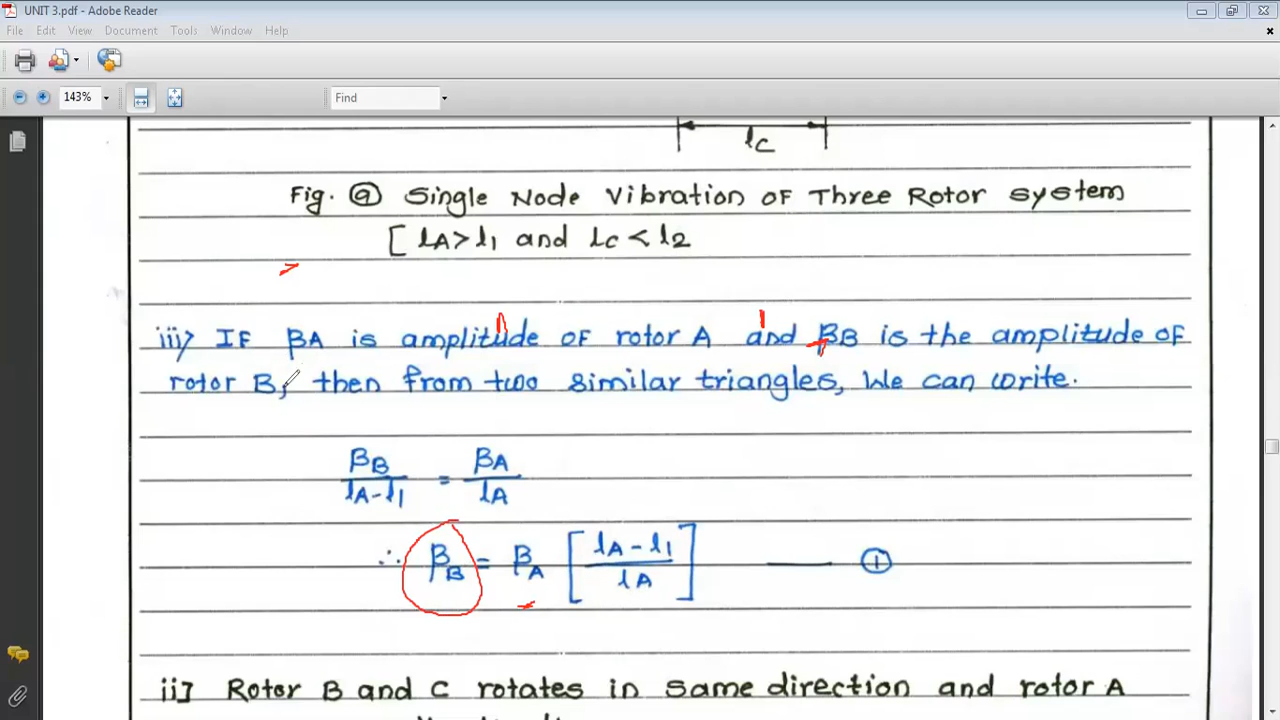 UNIT 3.pdf - Adobe Reader
File Edit View Document Tools Window Help
143% Find
lC
Fig. ⓐ Single Node Vibration OF Three Rotor system
[ lA > l1 and lC < l2
iii) IF βA is amplitude OF rotor A and βB is the amplitude OF
rotor B, then from two similar triangles, We can write.
βB / lA-l1 = βA / lA
∴ βB = βA [ lA - l1 / lA ] —— ①
ii] Rotor B and C rotates in same direction and rotor A